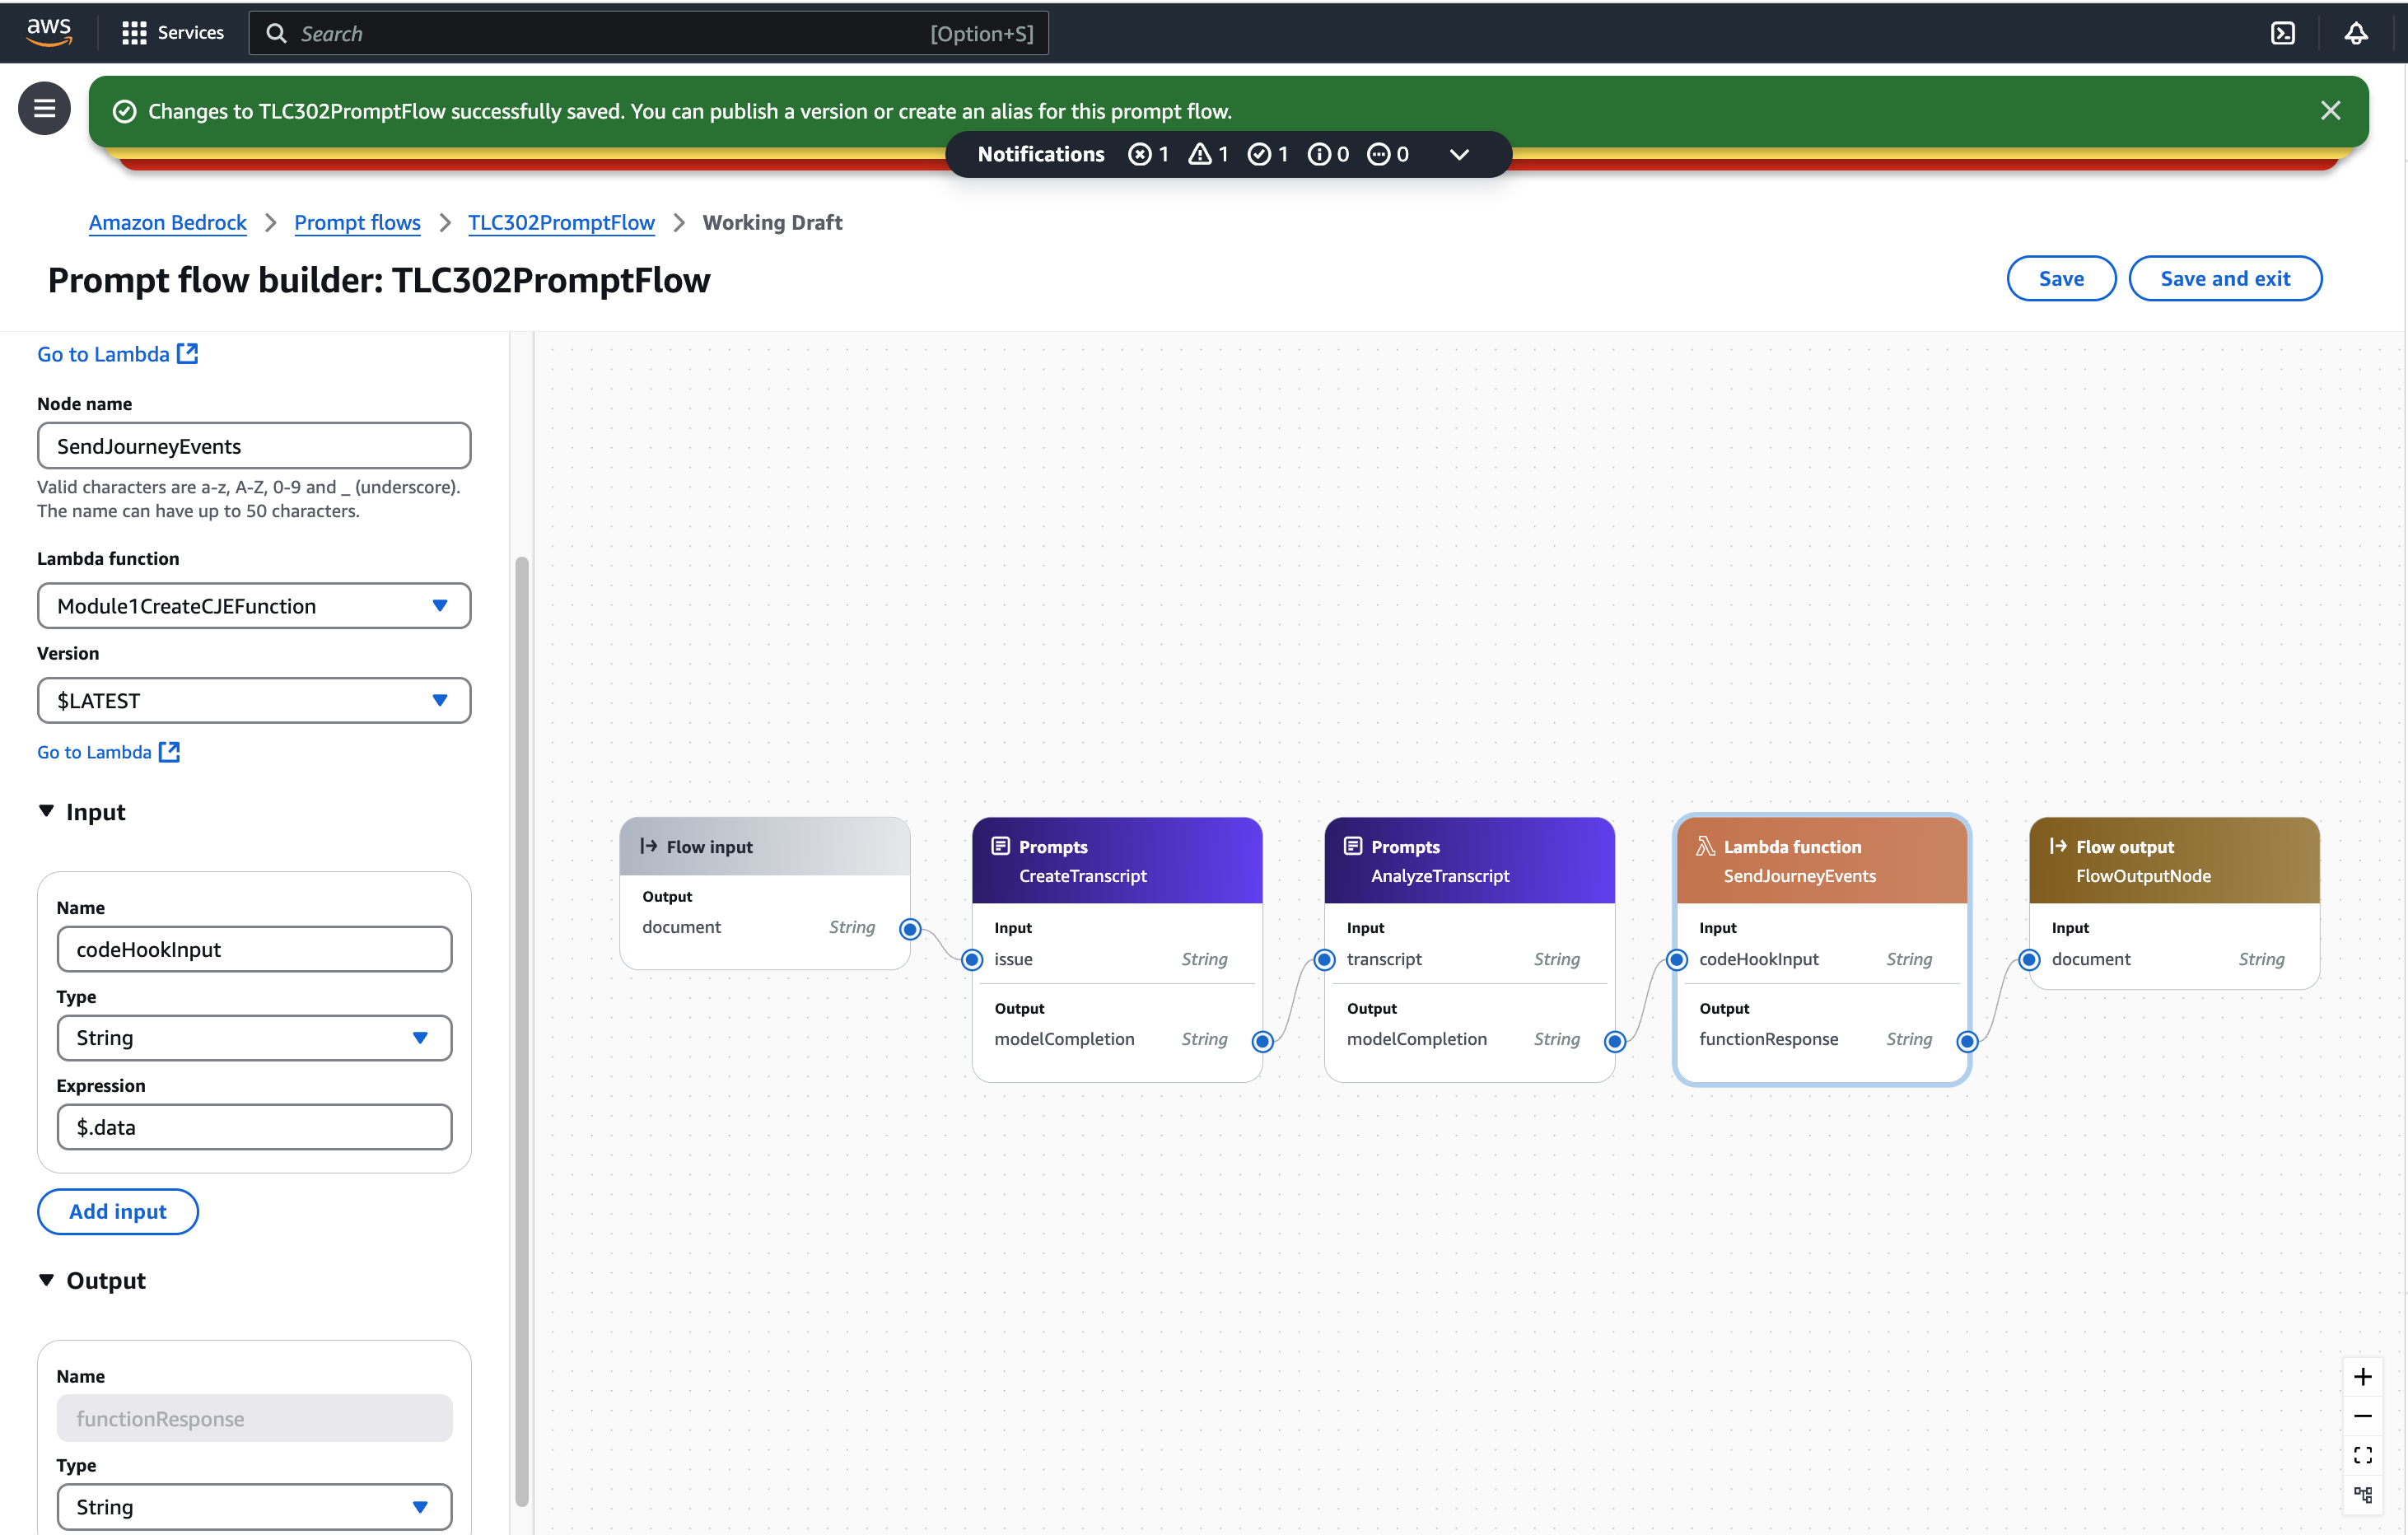 aws
Services
Search
[Option+S]
Changes to TLC302PromptFlow successfully saved. You can publish a version or create an alias for this prompt flow.
Notifications 1 1 1 0 0
Amazon Bedrock > Prompt flows > TLC302PromptFlow > Working Draft
Prompt flow builder: TLC302PromptFlow
Save
Save and exit
Go to Lambda
Node name
SendJourneyEvents
Valid characters are a-z, A-Z, 0-9 and _ (underscore).
The name can have up to 50 characters.
Lambda function
Module1CreateCJEFunction
Version
$LATEST
Go to Lambda
Input
Name
codeHookInput
Type
String
Expression
$.data
Add input
Output
Name
functionResponse
Type
String
Flow input
Output
document String
Prompts
CreateTranscript
Input
issue String
Output
modelCompletion String
Prompts
AnalyzeTranscript
Input
transcript String
Output
modelCompletion String
Lambda function
SendJourneyEvents
Input
codeHookInput String
Output
functionResponse String
Flow output
FlowOutputNode
Input
document String